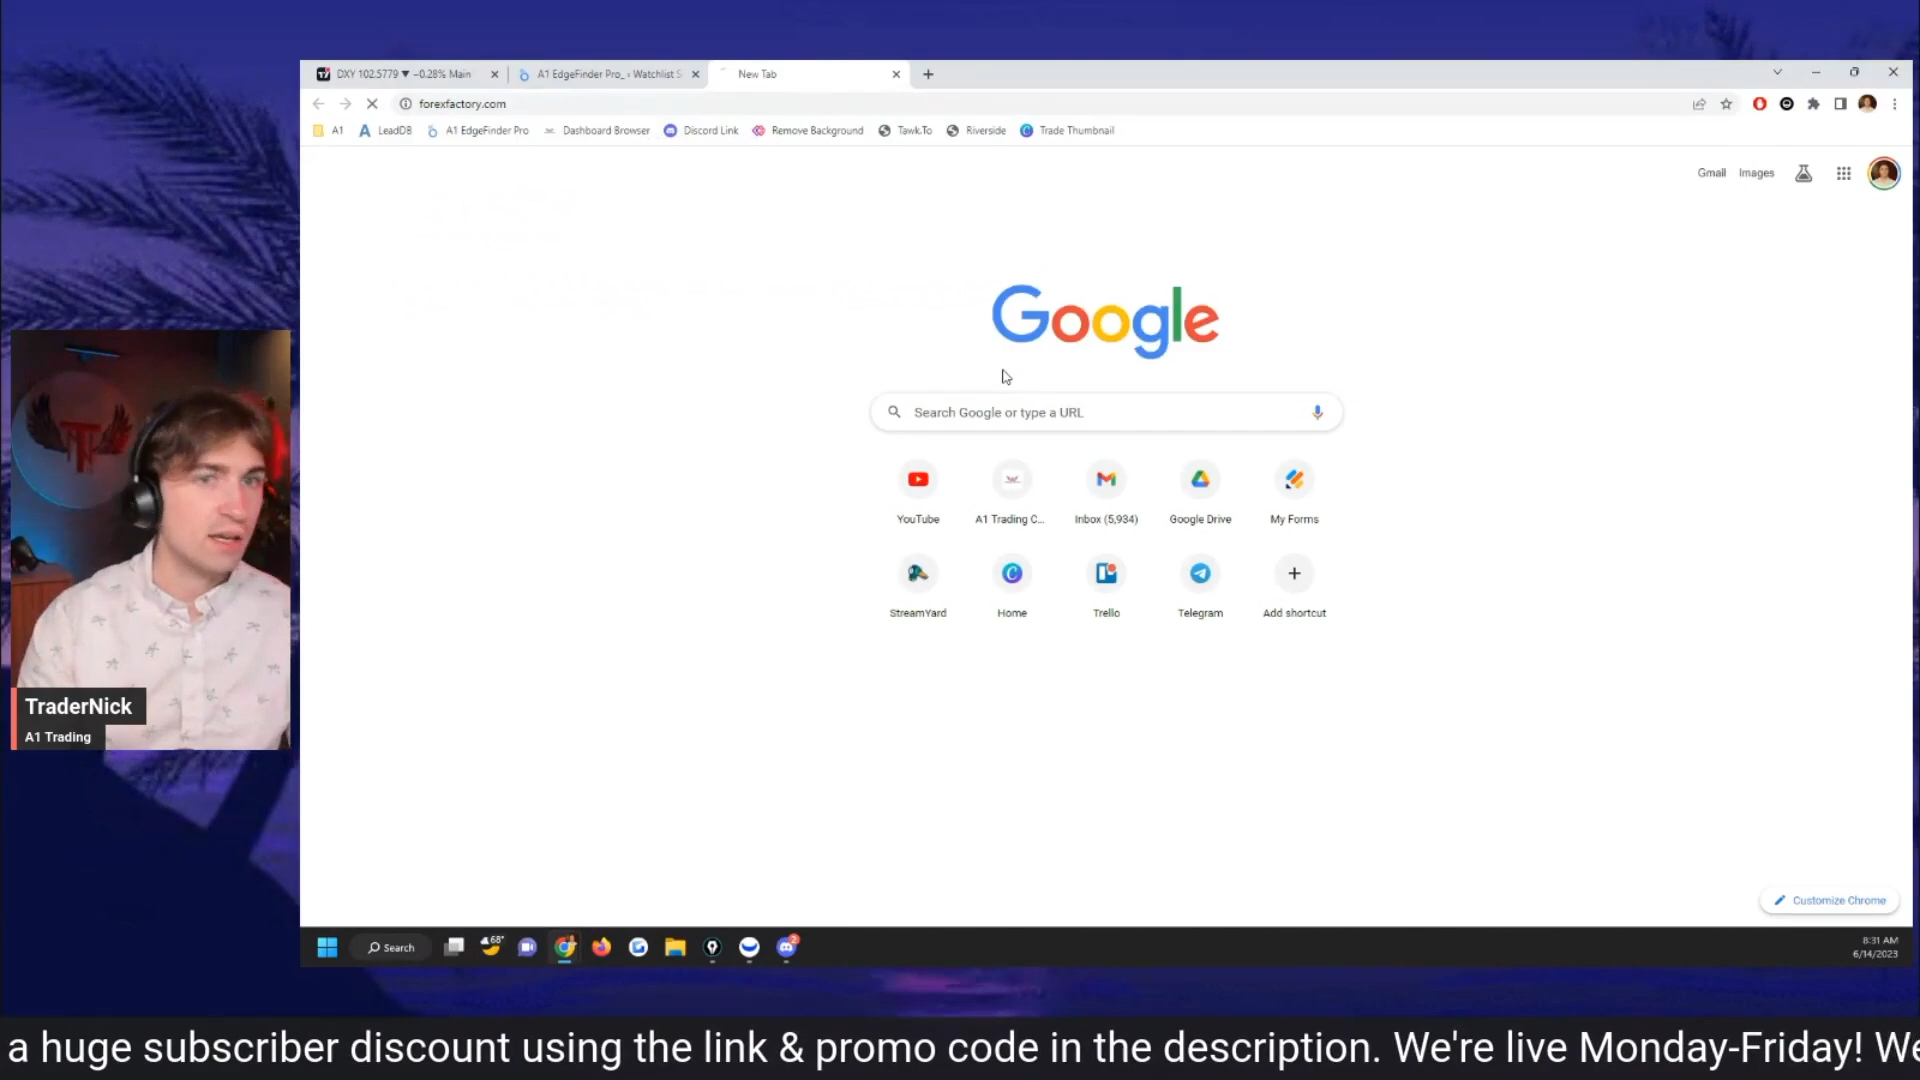 DXY 102.5779 ▼ −0.28% Main
A1 EdgeFinder Pro_ › Watchlist S
New Tab
forexfactory.com
A1
LeadDB
A1 EdgeFinder Pro
Dashboard Browser
Discord Link
Remove Background
Tawk.To
Riverside
Trade Thumbnail
Gmail
Images
Google
Search Google or type a URL
YouTube
A1 Trading C...
Inbox (5,934)
Google Drive
My Forms
StreamYard
Home
Trello
Telegram
Add shortcut
TraderNick
A1 Trading
Customize Chrome
Search
68°
2
8:31 AM
6/14/2023
a huge subscriber discount using the link & promo code in the description. We're live Monday-Friday! We